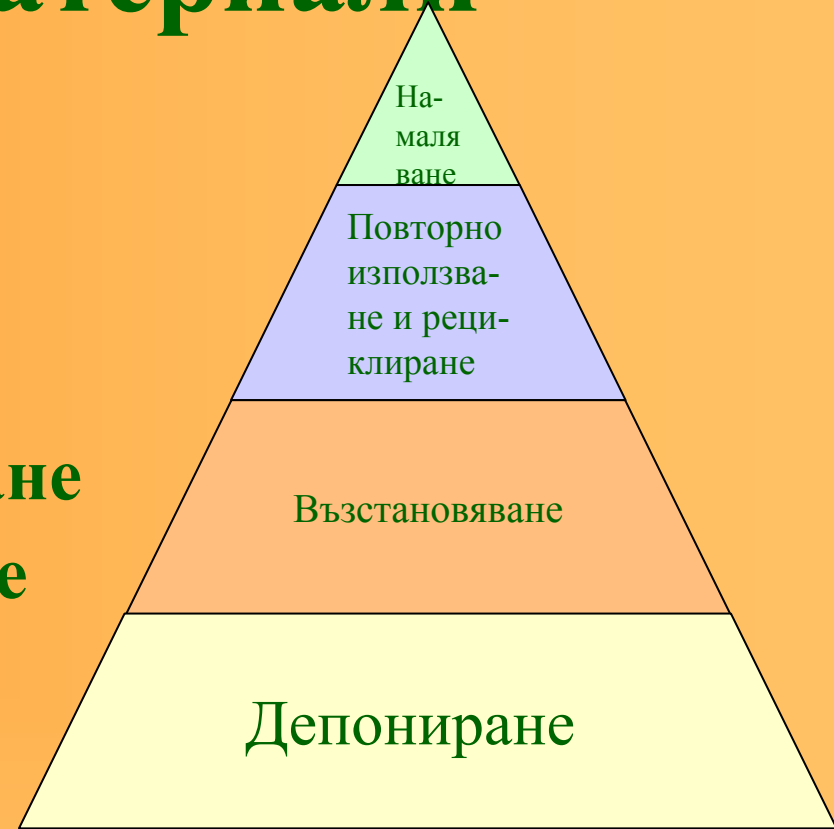 На-
маля
ване
Повторно
използва-
не и реци-
клиране
Възстановяване
Депониране